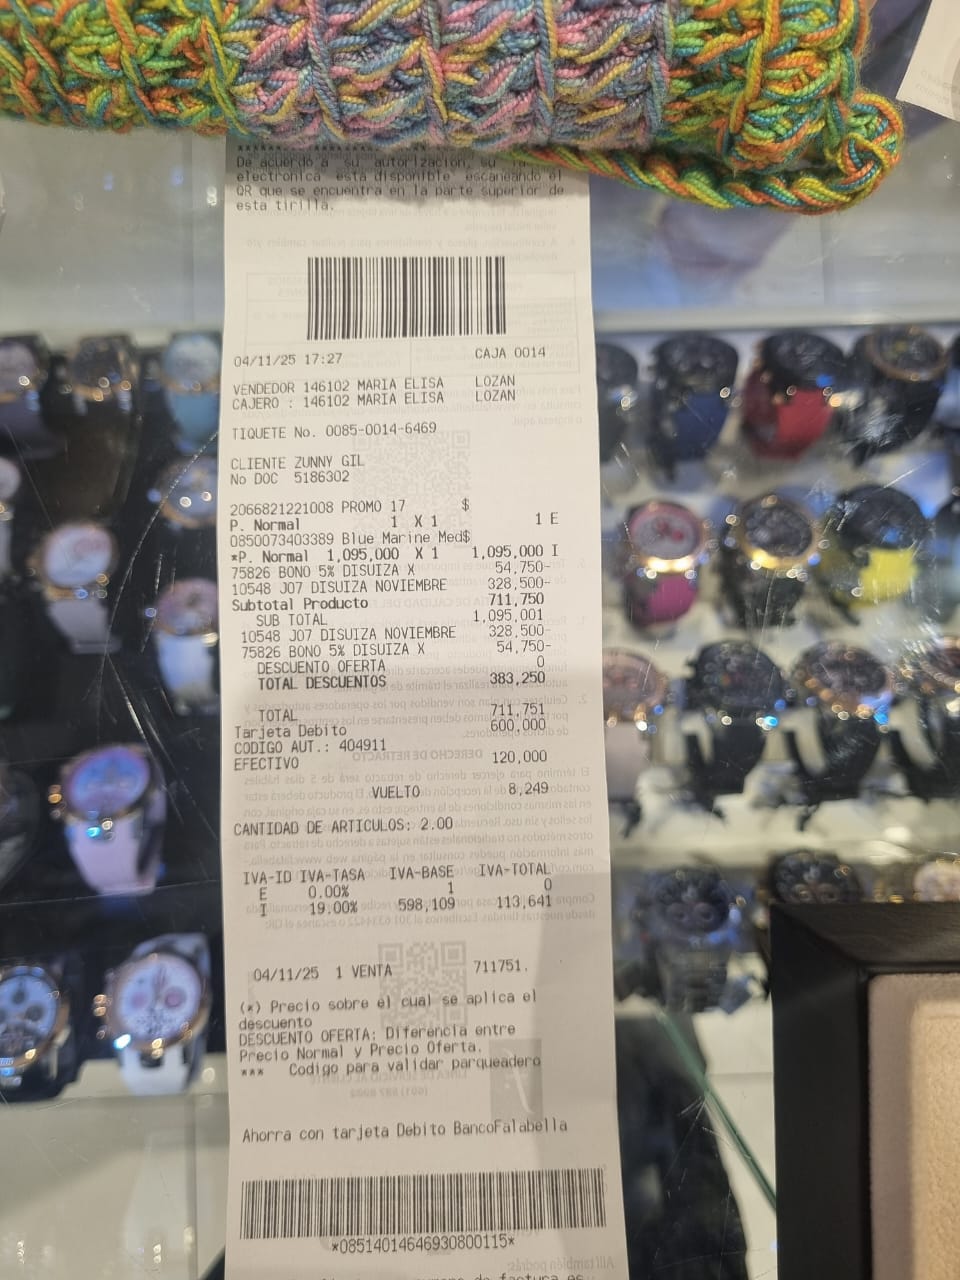 De acuerdo a su autorizacion, su
electronica esta disponible escaneando el
QR que se encuentra en la parte superior de
esta tirilla.
04/11/25 17:27 CAJA 0014
VENDEDOR 146102 MARIA ELISA LOZAN
CAJERO : 146102 MARIA ELISA LOZAN
TIQUETE No. 0085-0014-6469
CLIENTE ZUNNY GIL
No DOC 5186302
2066821221008 PROMO 17 $
P. Normal 1 X 1 1 E
0850073403389 Blue Marine Med$
*P. Normal 1,095,000 X 1 1,095,000 I
75826 BONO 5% DISUIZA X 54,750-
10548 J07 DISUIZA NOVIEMBRE 328,500-
Subtotal Producto 711,750
SUB TOTAL 1,095,001
10548 J07 DISUIZA NOVIEMBRE 328,500-
75826 BONO 5% DISUIZA X 54,750-
DESCUENTO OFERTA 0
TOTAL DESCUENTOS 383,250
TOTAL 711,751
Tarjeta Debito 600,000
CODIGO AUT.: 404911
EFECTIVO 120,000
VUELTO 8,249
CANTIDAD DE ARTICULOS: 2.00
IVA-ID IVA-TASA IVA-BASE IVA-TOTAL
E 0.00% 1 0
I 19.00% 598,109 113,641
04/11/25 1 VENTA 711751.
(*) Precio sobre el cual se aplica el
descuento
DESCUENTO OFERTA: Diferencia entre
Precio Normal y Precio Oferta.
*** Codigo para validar parqueadero
Ahorra con tarjeta Debito BancoFalabella
*08514014646930800115*